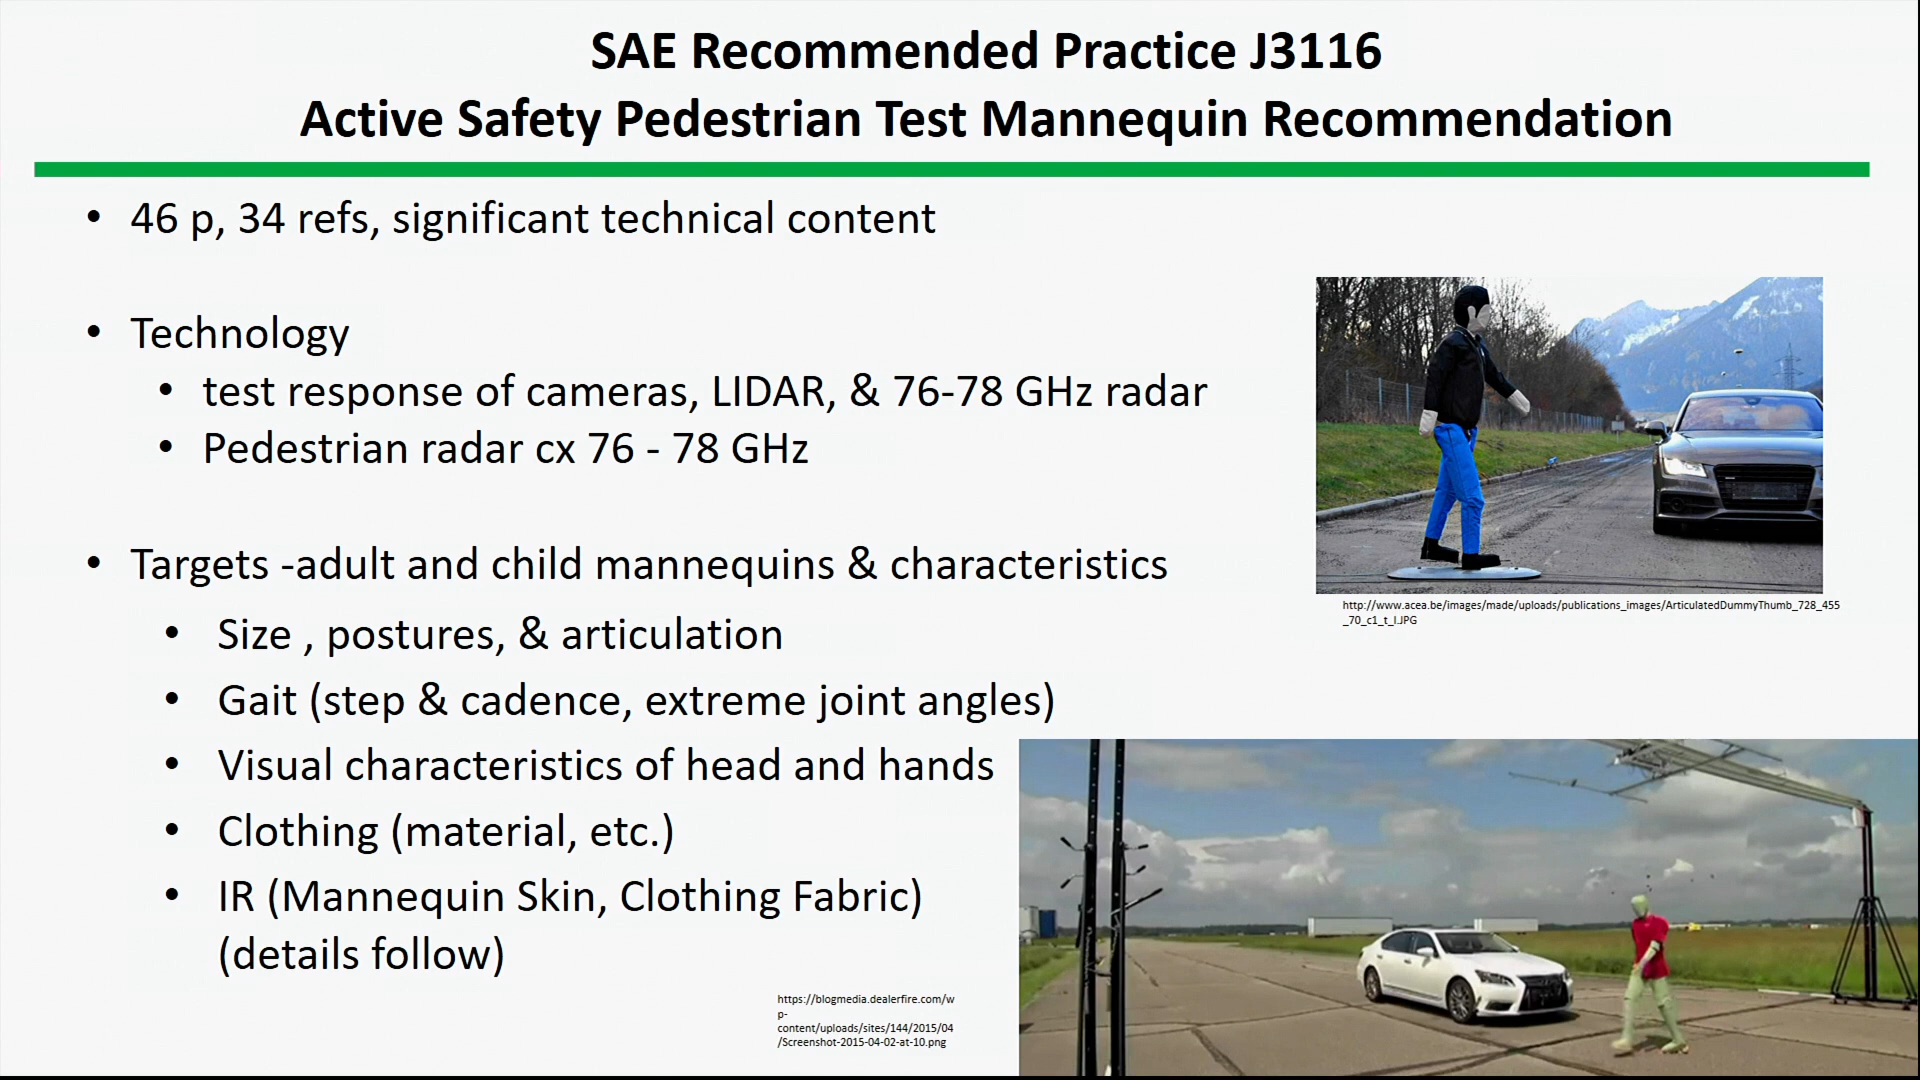 SAE Recommended Practice J3116
Active Safety Pedestrian Test Mannequin Recommendation
• 46 p, 34 refs, significant technical content
• Technology
• test response of cameras, LIDAR, & 76-78 GHz radar
• Pedestrian radar cx 76 - 78 GHz
• Targets -adult and child mannequins & characteristics
• Size , postures, & articulation
• Gait (step & cadence, extreme joint angles)
• Visual characteristics of head and hands
• Clothing (material, etc.)
• IR (Mannequin Skin, Clothing Fabric)
(details follow)
http://www.acea.be/images/made/uploads/publications_images/ArticulatedDummyThumb_728_455
_70_c1_t_l.JPG
https://blogmedia.dealerfire.com/w
p-
content/uploads/sites/144/2015/04
/Screenshot-2015-04-02-at-10.png